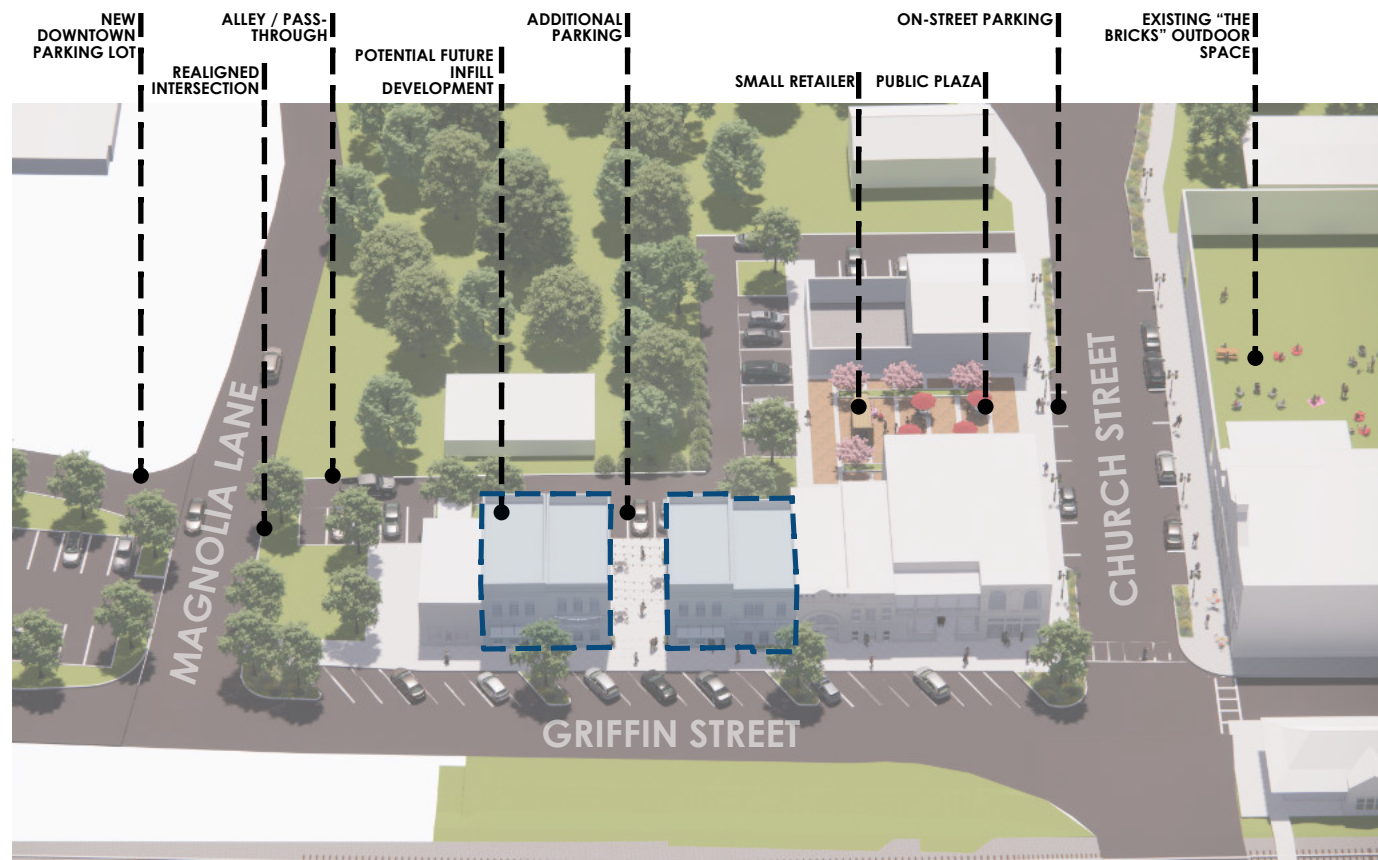 NEW
DOWNTOWN
PARKING LOT
ALLEY / PASS-
THROUGH
ADDITIONAL
PARKING
ON-STREET PARKING
EXISTING “THE
BRICKS” OUTDOOR
SPACE
REALIGNED
INTERSECTION
POTENTIAL FUTURE
INFILL
DEVELOPMENT
SMALL RETAILER
PUBLIC PLAZA
MAGNOLIA LANE
CHURCH STREET
GRIFFIN STREET